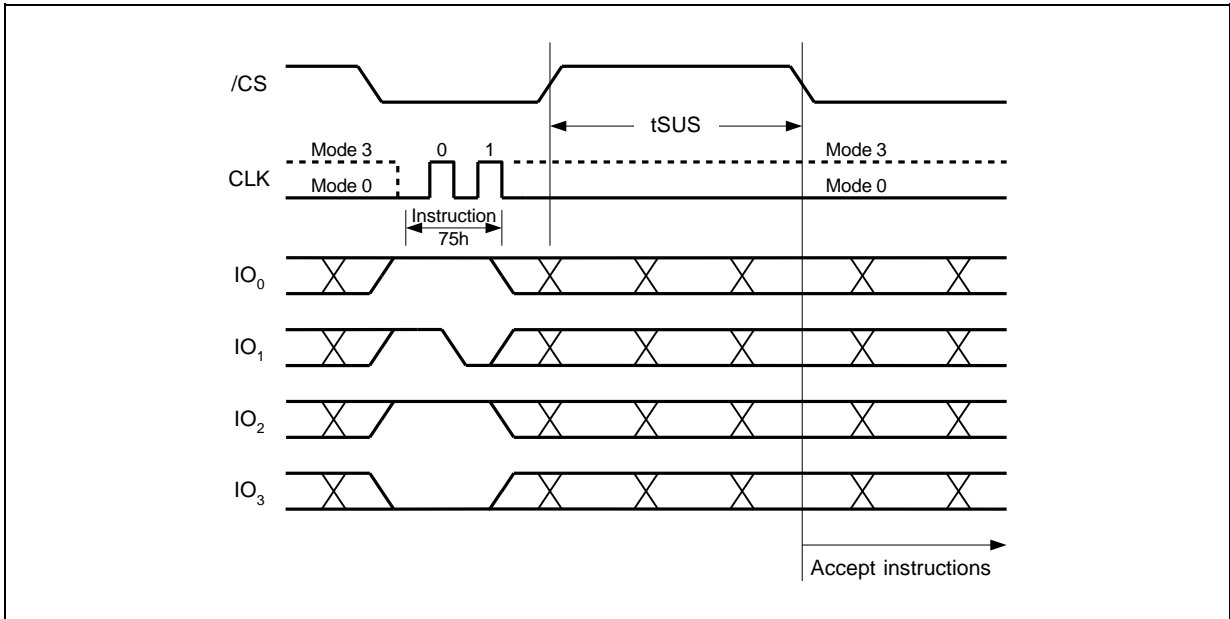 /CS
tSUS
Mode 3 0 1 Mode 3
CLK
Mode 0 Mode 0
Instruction
75h
IO0
IO1
IO2
IO3
Accept instructions